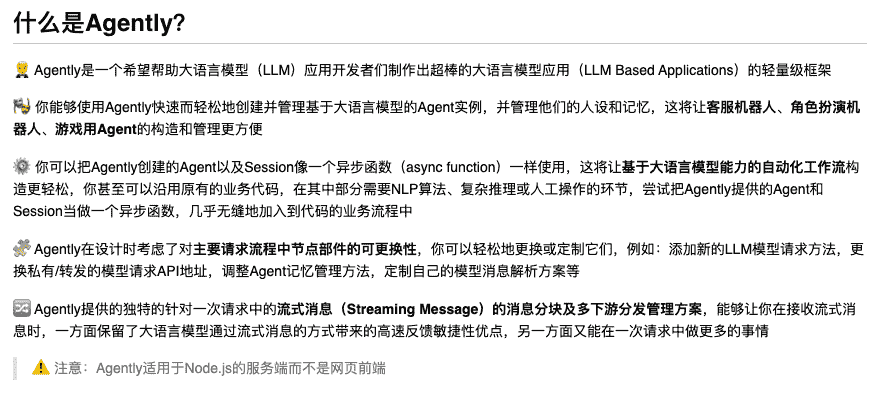 什么是Agently?
Agently是一个希望帮助大语言模型（LLM）应用开发者们制作出超棒的大语言模型应用（LLM Based Applications）的轻量级框架
你能够使用Agently快速而轻松地创建并管理基于大语言模型的Agent实例，并管理他们的人设和记忆，这将让客服机器人、角色扮演机
器人、游戏用Agent的构造和管理更方便
你可以把Agently创建的Agent以及Session像一个异步函数（async function）一样使用，这将让基于大语言模型能力的自动化工作流构
造更轻松，你甚至可以沿用原有的业务代码，在其中部分需要NLP算法、复杂推理或人工操作的环节，尝试把Agently提供的Agent和
Session当做一个异步函数，几乎无缝地加入到代码的业务流程中
Agently在设计时考虑了对主要请求流程中节点部件的可更换性，你可以轻松地更换或定制它们，例如：添加新的LLM模型请求方法，更
换私有/转发的模型请求API地址，调整Agent记忆管理方法，定制自己的模型消息解析方案等
Agently提供的独特的针对一次请求中的流式消息（Streaming Message）的消息分块及多下游分发管理方案，能够让你在接收流式消
息时，一方面保留了大语言模型通过流式消息的方式带来的高速反馈敏捷性优点，另一方面又能在一次请求中做更多的事情
注意：Agently适用于Node.js的服务端而不是网页前端